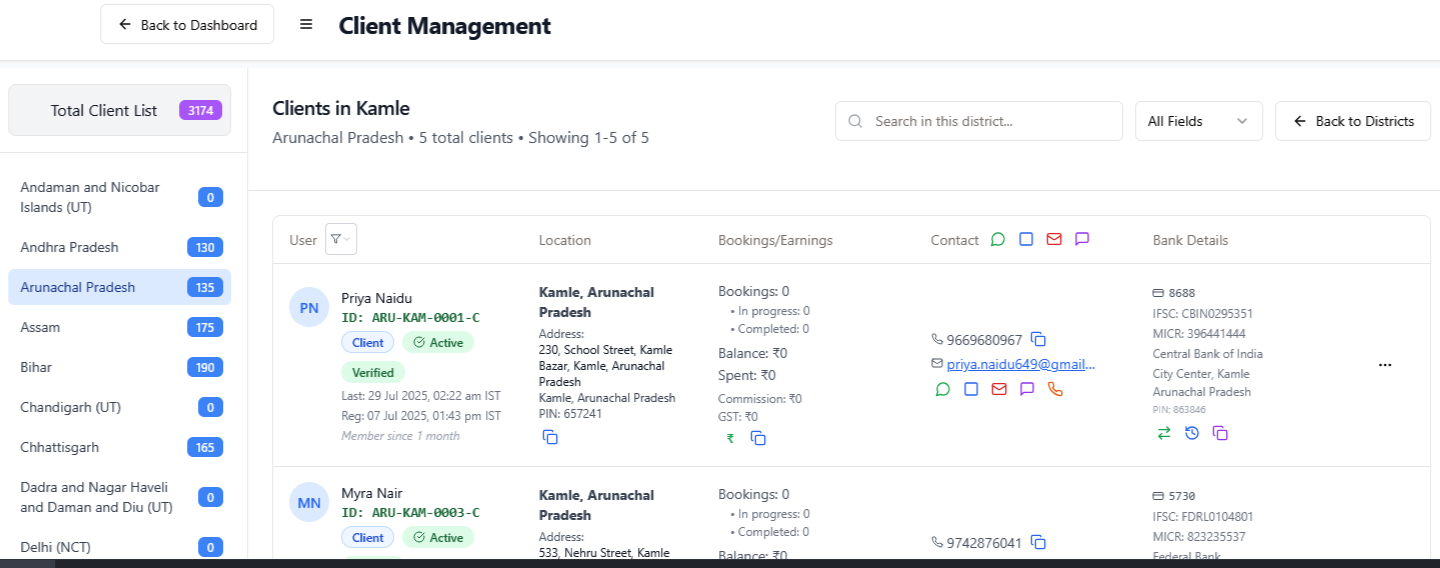 Back to Dashboard
Client Management
Total Client List 3174
Andaman and Nicobar
Islands (UT)
0
Andhra Pradesh 130
Arunachal Pradesh 135
Assam 175
Bihar 190
Chandigarh (UT) 0
Chhattisgarh 165
Dadra and Nagar Haveli
and Daman and Diu (UT)
0
Delhi (NCT) 0
Clients in Kamle
Arunachal Pradesh • 5 total clients • Showing 1-5 of 5
Search in this district...
All Fields
Back to Districts
User Location Bookings/Earnings Contact Bank Details
PN
Priya Naidu
ID: ARU-KAM-0001-C
Client Active
Verified
Last: 29 Jul 2025, 02:22 am IST
Reg: 07 Jul 2025, 01:43 pm IST
Member since 1 month
Kamle, Arunachal
Pradesh
Address:
230, School Street, Kamle
Bazar, Kamle, Arunachal
Pradesh
Kamle, Arunachal Pradesh
PIN: 657241
Bookings: 0
• In progress: 0
• Completed: 0
Balance: ₹0
Spent: ₹0
Commission: ₹0
GST: ₹0
₹
9669680967
priya.naidu649@gmail...
8688
IFSC: CBIN0295351
MICR: 396441444
Central Bank of India
City Center, Kamle
Arunachal Pradesh
PIN: 863846
MN
Myra Nair
ID: ARU-KAM-0003-C
Client Active
Kamle, Arunachal
Pradesh
Address:
533, Nehru Street, Kamle
Bookings: 0
• In progress: 0
• Completed: 0
Balance: ₹0
9742876041
5730
IFSC: FDRL0104801
MICR: 823235537
Federal Bank